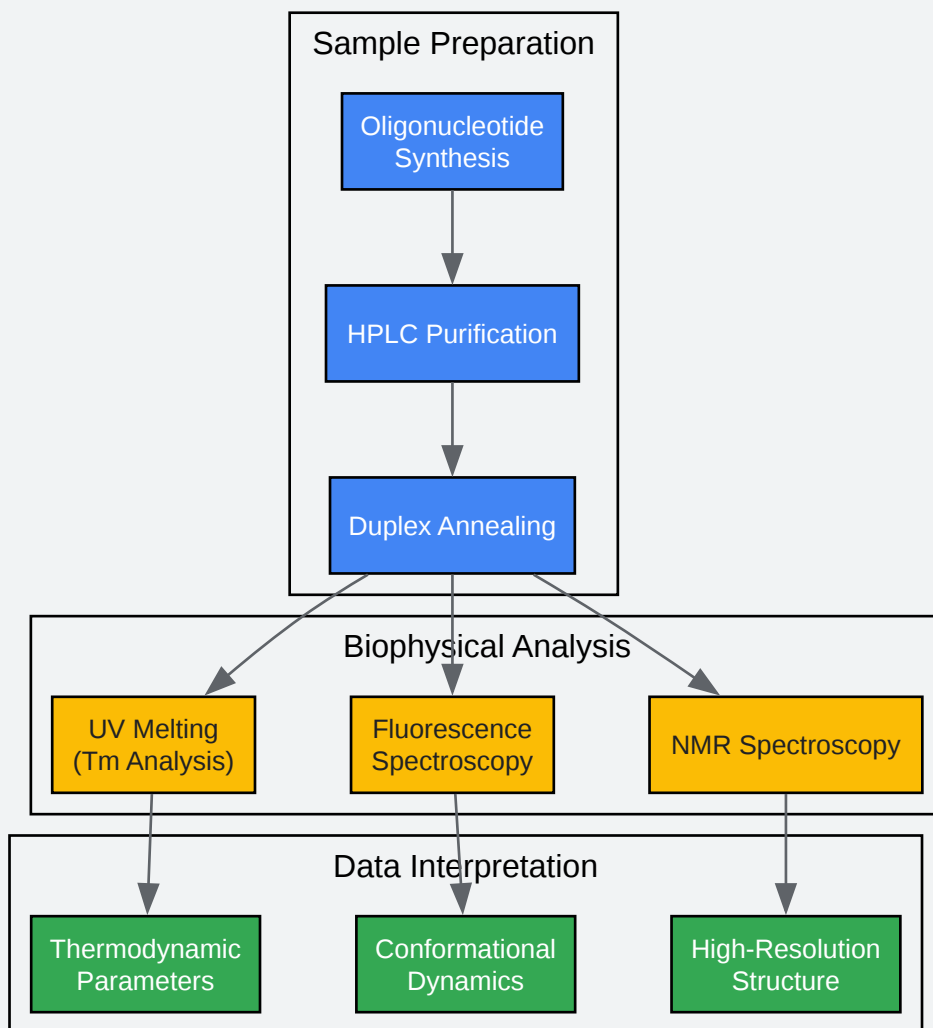 Sample Preparation
Oligonucleotide
Synthesis
HPLC Purification
Duplex Annealing
Biophysical Analysis
UV Melting
(Tm Analysis)
Fluorescence
Spectroscopy
NMR Spectroscopy
Data Interpretation
Thermodynamic
Parameters
Conformational
Dynamics
High-Resolution
Structure